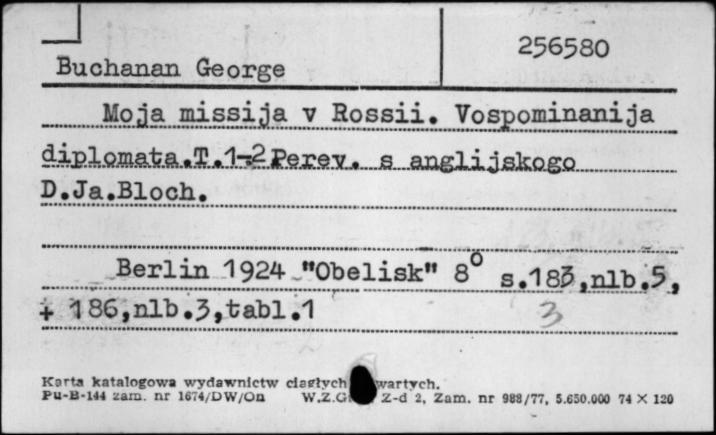 256580
Buchanan George
Moja missija v Rossii. Vospominanija
diplomata.T.1-2 Perev. s anglijskogo
D.Ja.Bloch.
Berlin 1924 "Obelisk" 8° s.183,nlb.5,
+ 186,nlb.3,tabl.1
3
Karta katalogowa wydawnictw ciągłych wartych.
Pu-B-144 zam. nr 1674/DW/On W.Z.G. Z-d 2, Zam. nr 988/77, 5.650.000 74 X 120